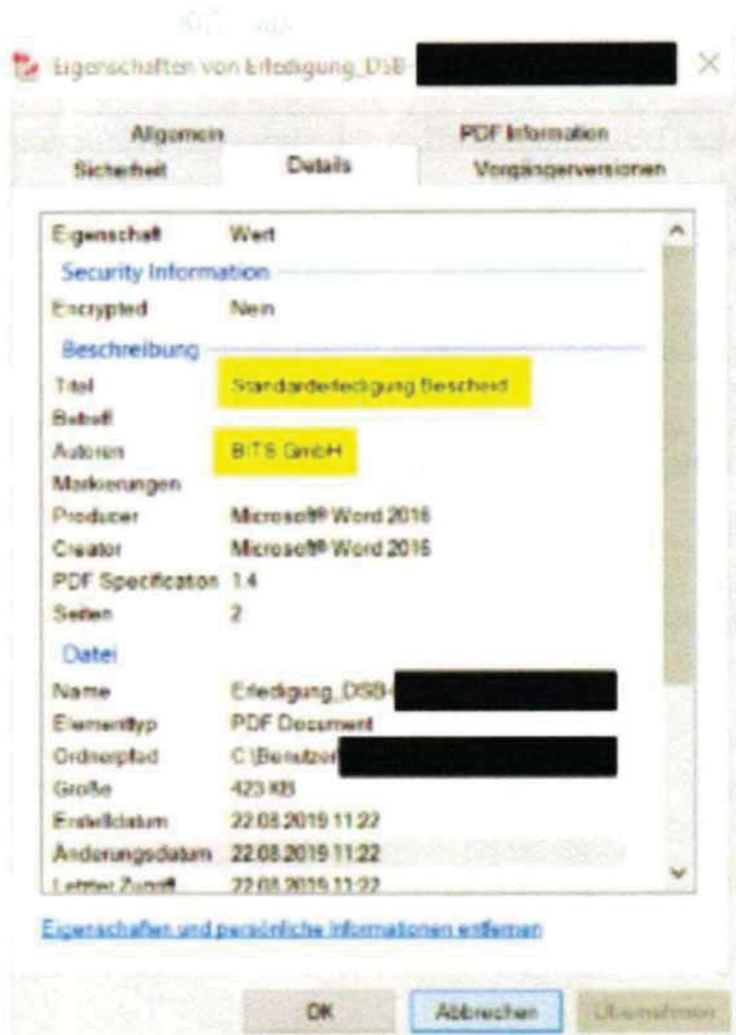 Eigenschaften von Erledigung_DSB-
Allgemein PDF Information
Sicherheit Details Vorgängerversionen
Eigenschaft Wert
Security Information
Encrypted Nein
Beschreibung
Titel Standarderledigung Bescheid
Betreff
Autoren BITS GmbH
Markierungen
Producer Microsoft® Word 2016
Creator Microsoft® Word 2016
PDF Specification 1.4
Seiten 2
Datei
Name Erledigung_DSB-
Elementtyp PDF Document
Ordnerpfad C:\Benutzer\
Größe 423 KB
Erstelldatum 22.08.2019 11:22
Änderungsdatum 22.08.2019 11:22
Letzter Zugriff 22.08.2019 11:22
Eigenschaften und persönliche Informationen entfernen
OK Abbrechen Übernehmen